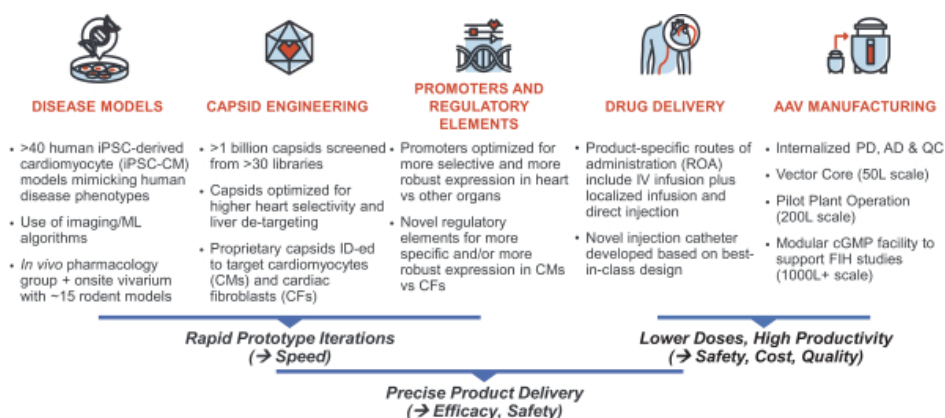 DISEASE MODELS
• >40 human iPSC-derived
cardiomyocyte (iPSC-CM)
models mimicking human
disease phenotypes
• Use of imaging/ML
algorithms
• In vivo pharmacology
group + onsite vivarium
with ~15 rodent models
CAPSID ENGINEERING
• >1 billion capsids screened
from >30 libraries
• Capsids optimized for
higher heart selectivity and
liver de-targeting
• Proprietary capsids ID-ed
to target cardiomyocytes
(CMs) and cardiac
fibroblasts (CFs)
PROMOTERS AND
REGULATORY
ELEMENTS
• Promoters optimized for
more selective and more
robust expression in heart
vs other organs
• Novel regulatory
elements for more
specific and/or more
robust expression in CMs
vs CFs
DRUG DELIVERY
• Product-specific routes of
administration (ROA)
include IV infusion plus
localized infusion and
direct injection
• Novel injection catheter
developed based on best-
in-class design
AAV MANUFACTURING
• Internalized PD, AD & QC
• Vector Core (50L scale)
• Pilot Plant Operation
(200L scale)
• Modular cGMP facility to
support FIH studies
(1000L+ scale)
Rapid Prototype Iterations
(→ Speed)
Lower Doses, High Productivity
(→ Safety, Cost, Quality)
Precise Product Delivery
(→ Efficacy, Safety)